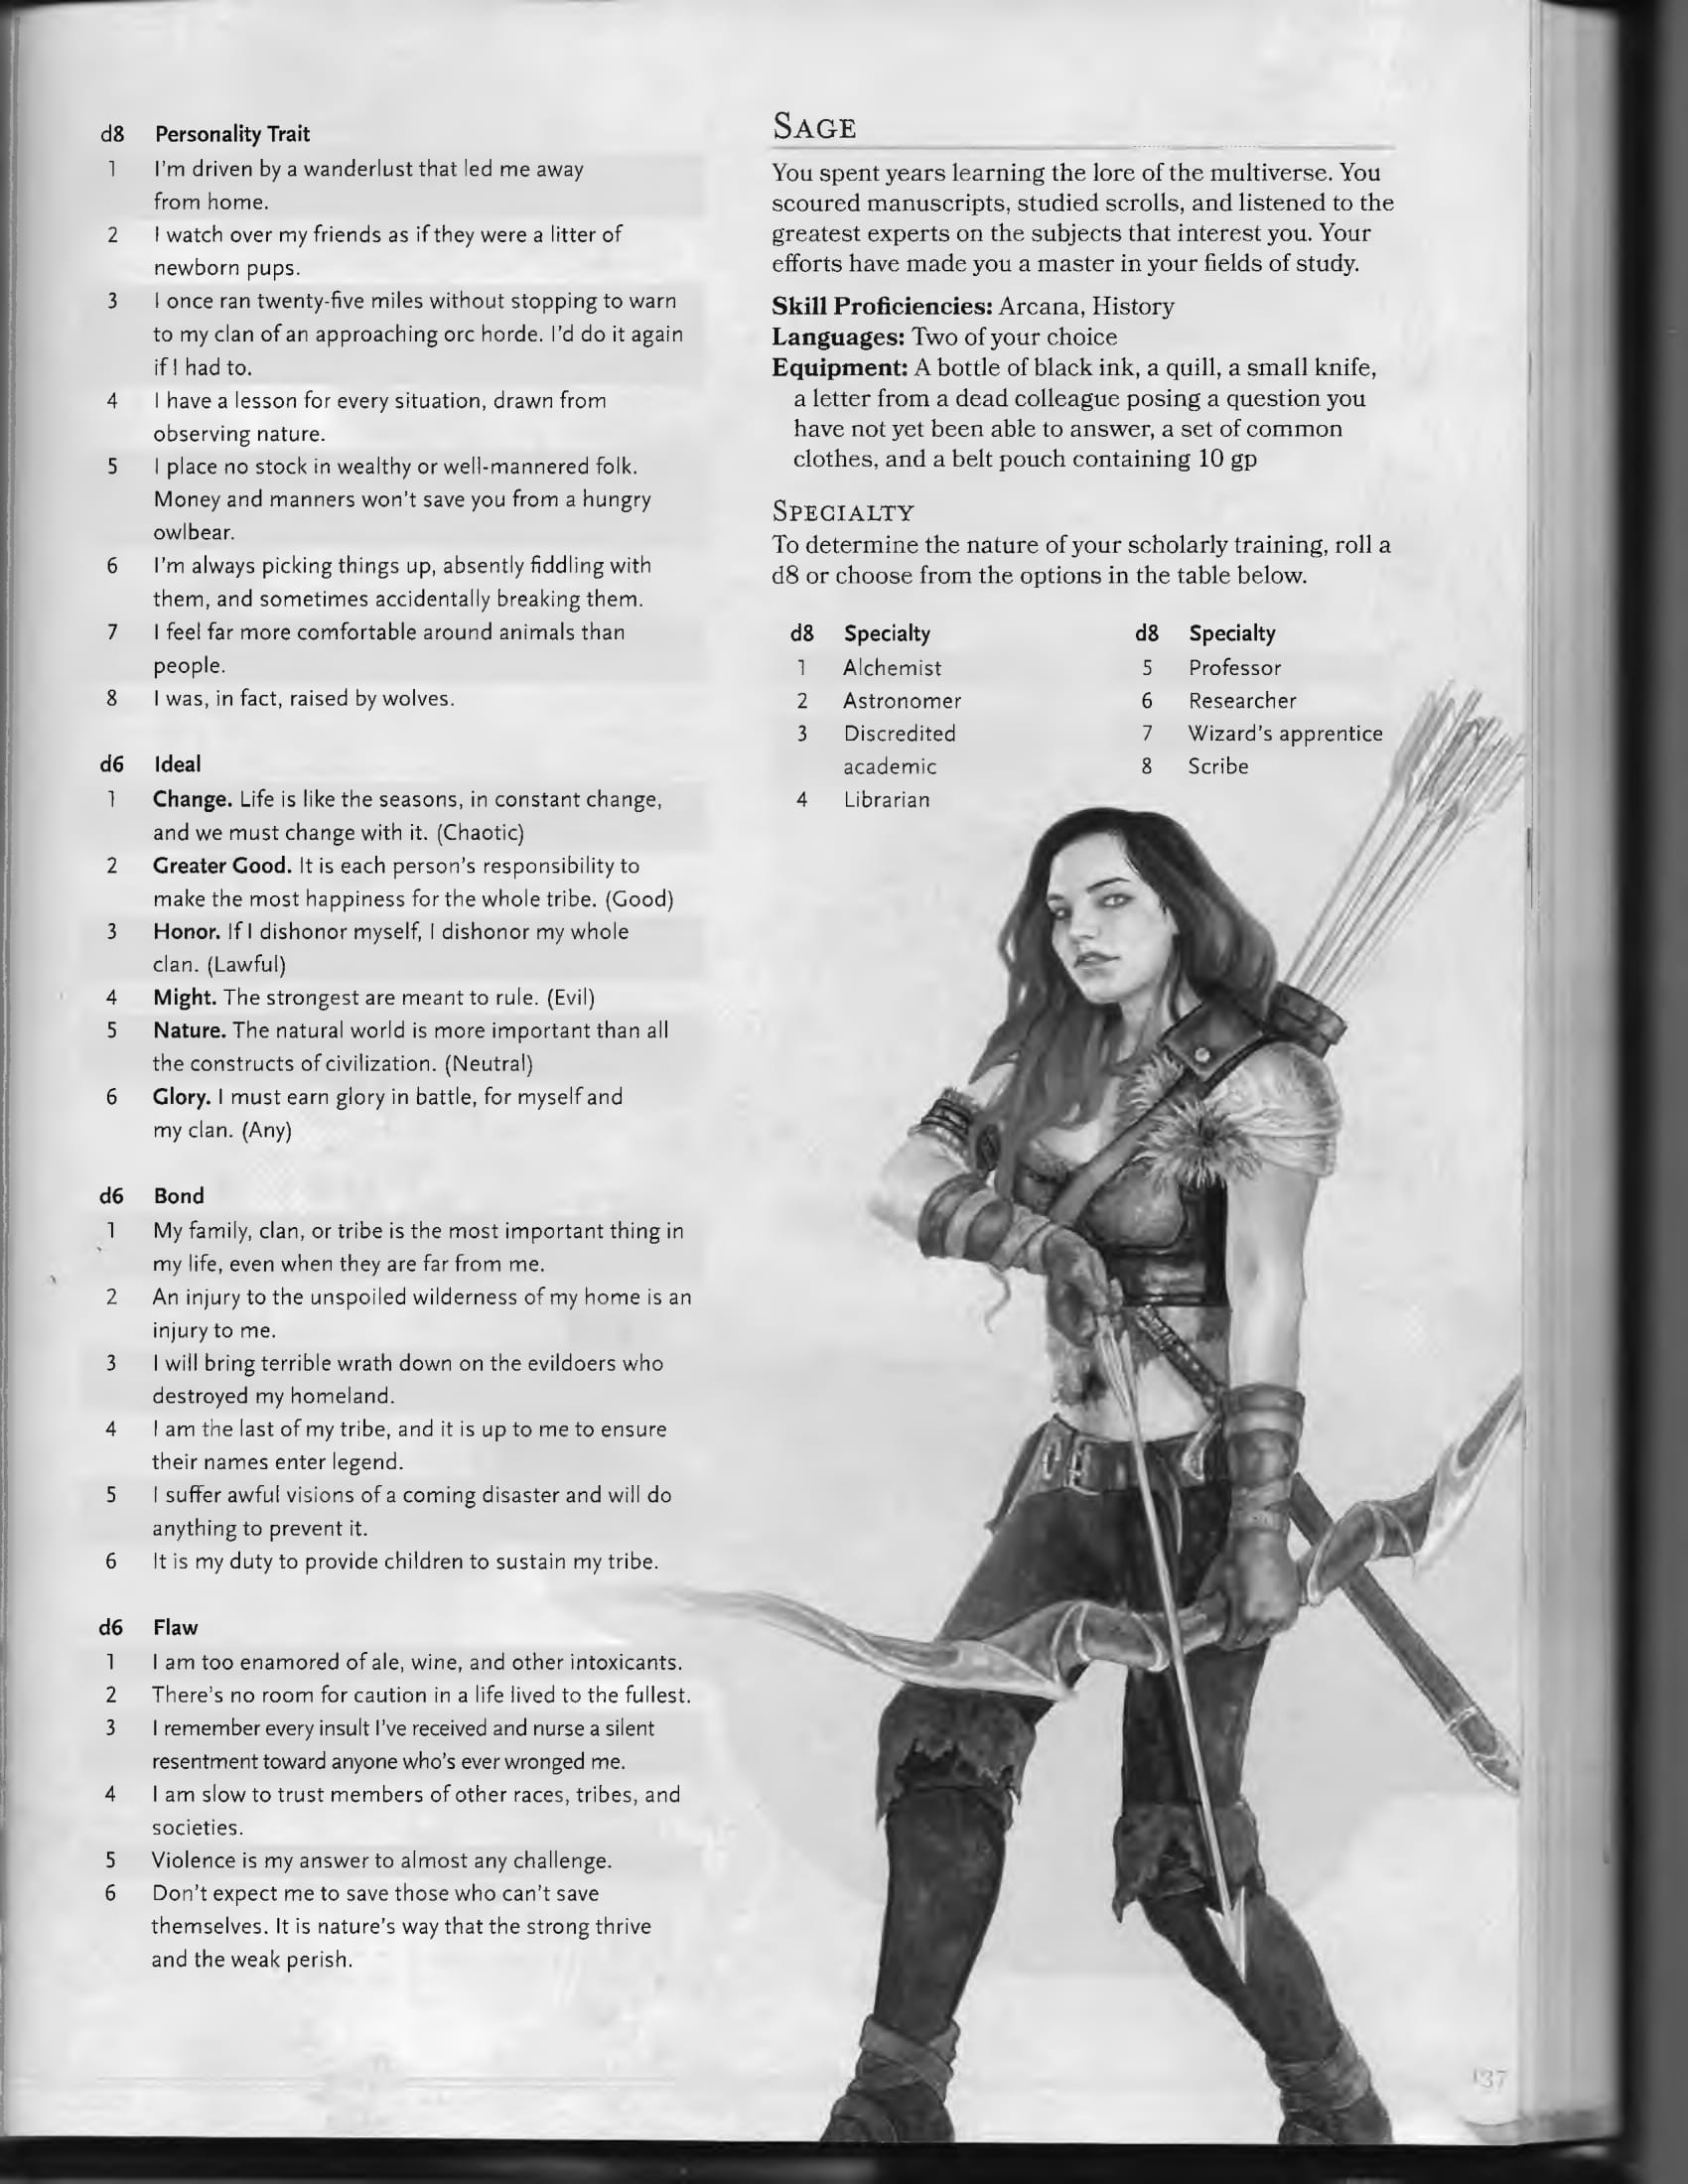 d8 Personality Trait
1 I'm driven by a wanderlust that led me away
from home.
2 I watch over my friends as if they were a litter of
newborn pups.
3 I once ran twenty-five miles without stopping to warn
to my clan of an approaching orc horde. I'd do it again
if I had to.
4 I have a lesson for every situation, drawn from
observing nature.
5 I place no stock in wealthy or well-mannered folk.
Money and manners won't save you from a hungry
owlbear.
6 I'm always picking things up, absently fiddling with
them, and sometimes accidentally breaking them.
7 I feel far more comfortable around animals than
people.
8 I was, in fact, raised by wolves.
d6 Ideal
1 Change. Life is like the seasons, in constant change,
and we must change with it. (Chaotic)
2 Greater Good. It is each person's responsibility to
make the most happiness for the whole tribe. (Good)
3 Honor. If I dishonor myself, I dishonor my whole
clan. (Lawful)
4 Might. The strongest are meant to rule. (Evil)
5 Nature. The natural world is more important than all
the constructs of civilization. (Neutral)
6 Glory. I must earn glory in battle, for myself and
my clan. (Any)
d6 Bond
1 My family, clan, or tribe is the most important thing in
my life, even when they are far from me.
2 An injury to the unspoiled wilderness of my home is an
injury to me.
3 I will bring terrible wrath down on the evildoers who
destroyed my homeland.
4 I am the last of my tribe, and it is up to me to ensure
their names enter legend.
5 I suffer awful visions of a coming disaster and will do
anything to prevent it.
6 It is my duty to provide children to sustain my tribe.
d6 Flaw
1 I am too enamored of ale, wine, and other intoxicants.
2 There's no room for caution in a life lived to the fullest.
3 I remember every insult I've received and nurse a silent
resentment toward anyone who's ever wronged me.
4 I am slow to trust members of other races, tribes, and
societies.
5 Violence is my answer to almost any challenge.
6 Don't expect me to save those who can't save
themselves. It is nature's way that the strong thrive
and the weak perish.
SAGE
You spent years learning the lore of the multiverse. You
scoured manuscripts, studied scrolls, and listened to the
greatest experts on the subjects that interest you. Your
efforts have made you a master in your fields of study.
Skill Proficiencies: Arcana, History
Languages: Two of your choice
Equipment: A bottle of black ink, a quill, a small knife,
a letter from a dead colleague posing a question you
have not yet been able to answer, a set of common
clothes, and a belt pouch containing 10 gp
SPECIALTY
To determine the nature of your scholarly training, roll a
d8 or choose from the options in the table below.
d8 Specialty
1 Alchemist
2 Astronomer
3 Discredited
academic
4 Librarian
d8 Specialty
5 Professor
6 Researcher
7 Wizard's apprentice
8 Scribe
137